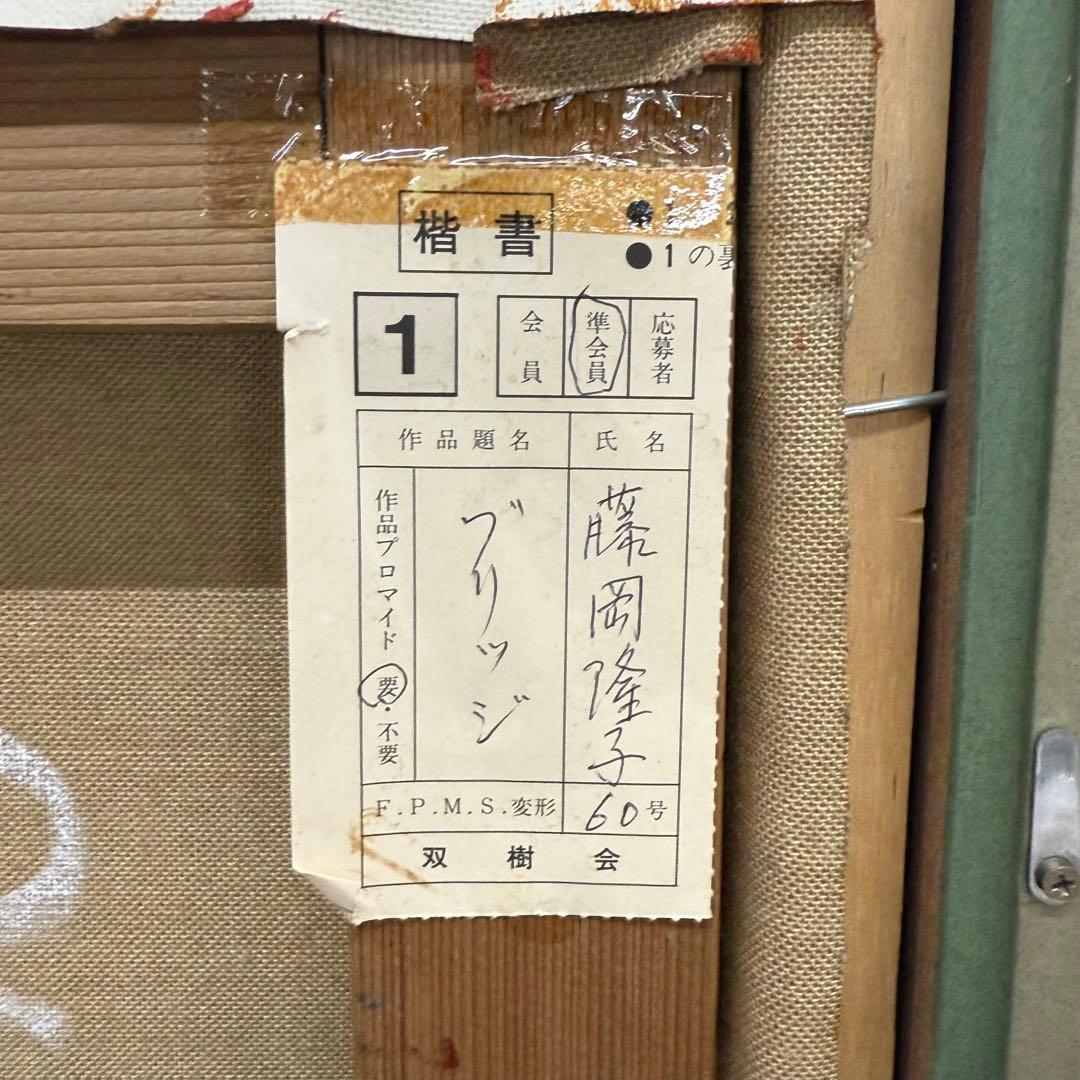 楷書
●1の裏
1
会員
準会員
応募者
作品題名
氏名
作品プロマイド 要・不要
ブリッジ
藤岡隆子
F.P.M.S.変形
60号
双樹会